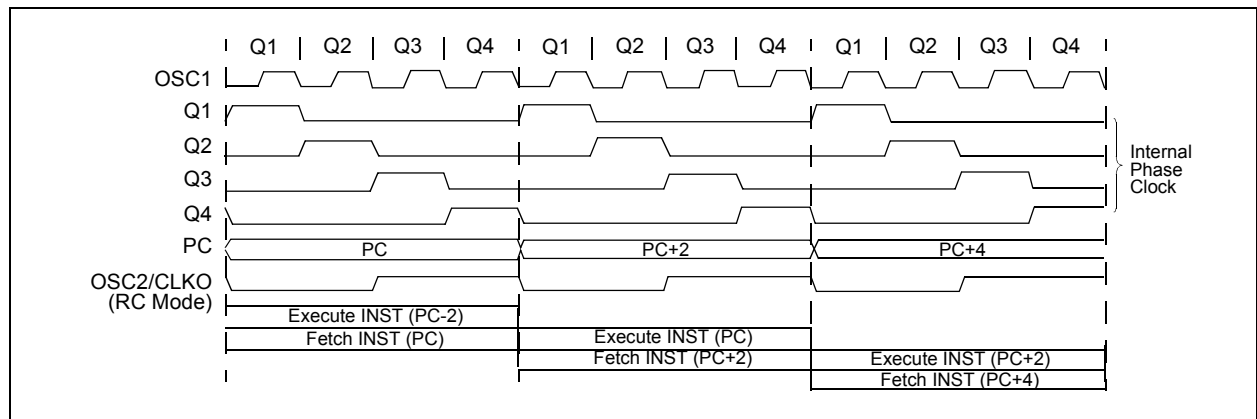 Q1 Q2 Q3 Q4 Q1 Q2 Q3 Q4 Q1 Q2 Q3 Q4
OSC1
Q1
Q2
Q3
Q4
Internal
Phase
Clock
PC PC PC+2 PC+4
OSC2/CLKO
(RC Mode)
Execute INST (PC-2)
Fetch INST (PC) Execute INST (PC)
Fetch INST (PC+2) Execute INST (PC+2)
Fetch INST (PC+4)